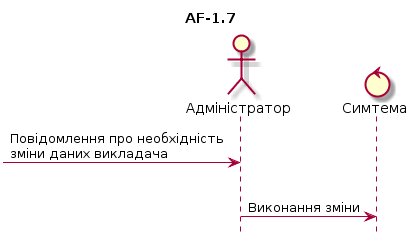 AF-1.7
Адміністратор
Симтема
Повідомлення про необхідність
зміни даних викладача
Виконання зміни